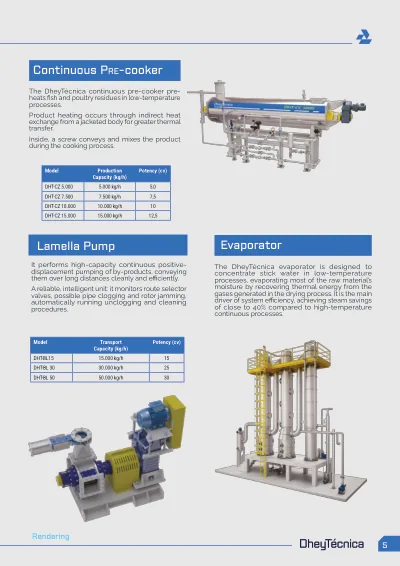 Continuous Pre-cooker
The DheyTécnica continuous pre-cooker pre-
heats fish and poultry residues in low-temperature
processes.
Product heating occurs through indirect heat
exchange from a jacketed body for greater thermal
transfer.
Inside, a screw conveys and mixes the product
during the cooking process.
Model Production Potency (cv)
Capacity (kg/h)
DHT-CZ 5.000 5.000 kg/h 5,0
DHT-CZ 7.500 7.500 kg/h 7,5
DHT-CZ 10.000 10.000 kg/h 10
DHT-CZ 15.000 15.000 kg/h 12,5
Lamella Pump
It performs high-capacity continuous positive-
displacement pumping of by-products, conveying
them over long distances cleanly and efficiently.
A reliable, intelligent unit: it monitors route selector
valves, possible pipe clogging and rotor jamming,
automatically running unclogging and cleaning
procedures.
Model Transport Potency (cv)
Capacity (kg/h)
DHT-BL15 15.000 kg/h 15
DHT-BL 30 30.000 kg/h 25
DHT-BL 50 50.000 kg/h 30
Evaporator
The DheyTécnica evaporator is designed to
concentrate stick water in low-temperature
processes, evaporating most of the raw material's
moisture by recovering thermal energy from the
gases generated in the drying process. It is the main
driver of system efficiency, achieving steam savings
of close to 40% compared to high-temperature
continuous processes.
Rendering
DheyTécnica
5